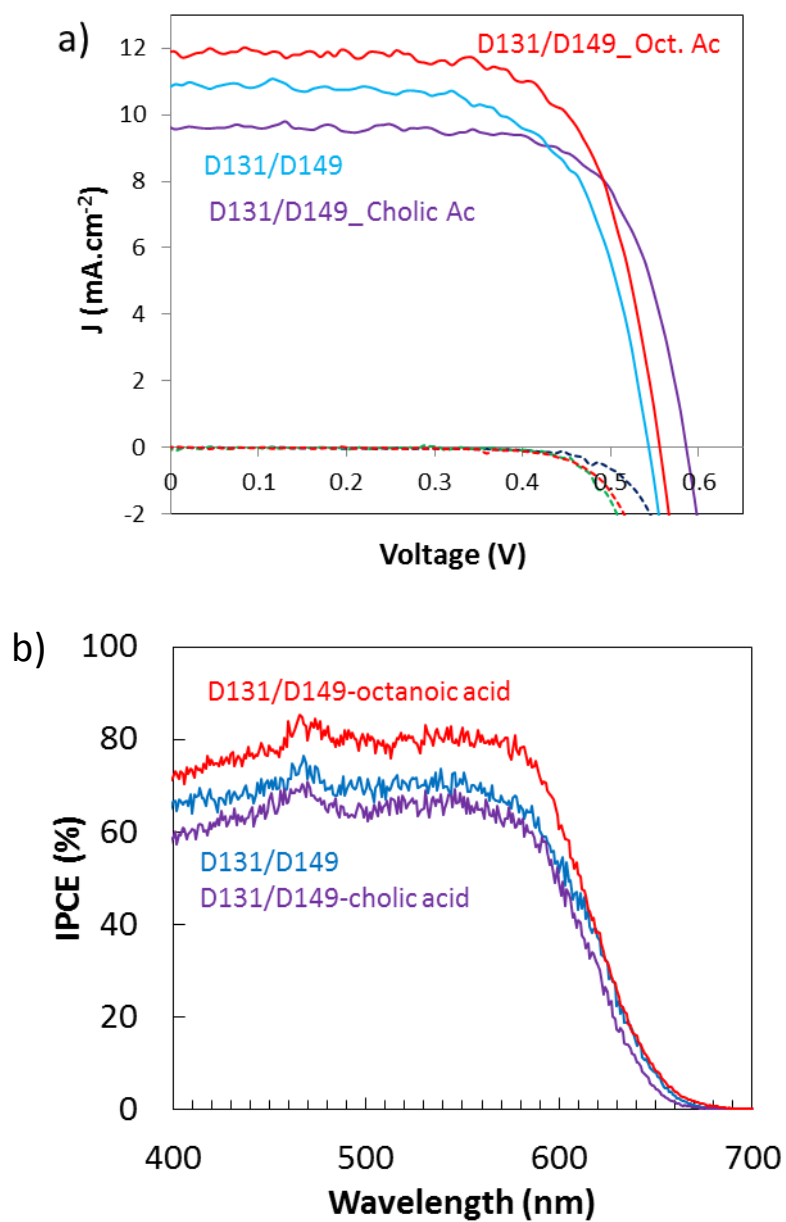 a)
12
10
8
6
4
2
0
-2
J (mA.cm-2)
D131/D149_Oct. Ac
D131/D149
D131/D149_Cholic Ac
0 0.1 0.2 0.3 0.4 0.5 0.6
Voltage (V)
b)
100
80
60
40
20
0
IPCE (%)
D131/D149-octanoic acid
D131/D149
D131/D149-cholic acid
400 500 600 700
Wavelength (nm)